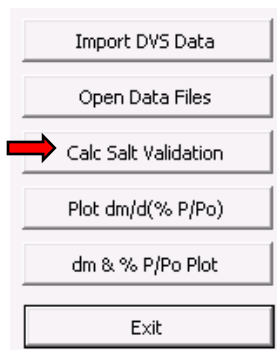 Import DVS Data
Open Data Files
Calc Salt Validation
Plot dm/d(% P/Po)
dm & % P/Po Plot
Exit